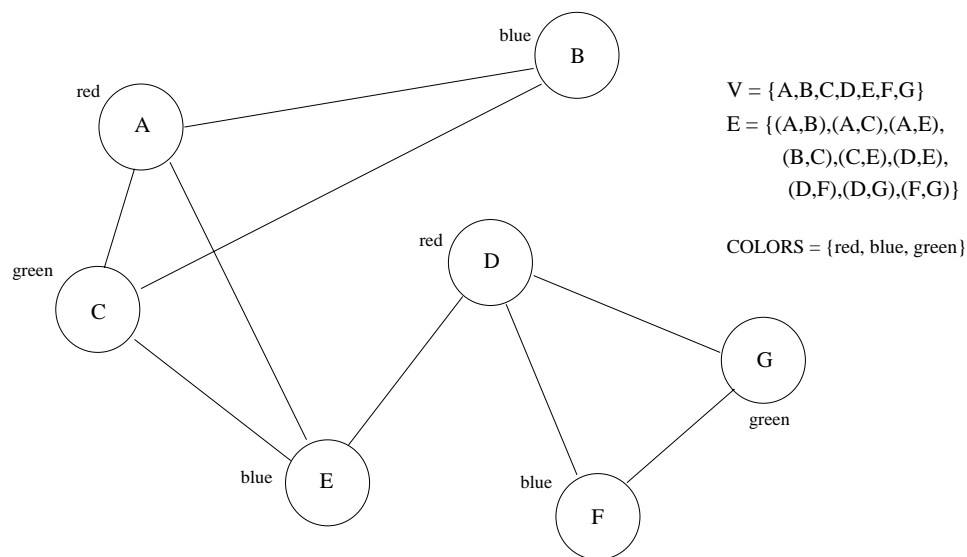 blue
B
red
A
V = {A,B,C,D,E,F,G}
E = {(A,B),(A,C),(A,E),
(B,C),(C,E),(D,E),
(D,F),(D,G),(F,G)}
red
D
COLORS = {red, blue, green}
green
C
G
green
blue
E
blue
F